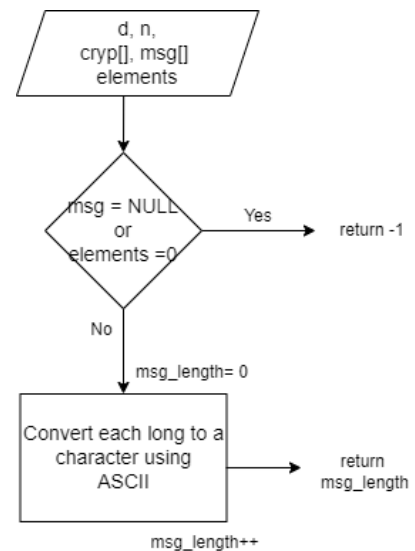 d, n,
cryp[], msg[]
elements
msg = NULL
or
elements =0
Yes
return -1
No
msg_length= 0
Convert each long to a
character using
ASCII
return
msg_length
msg_length++